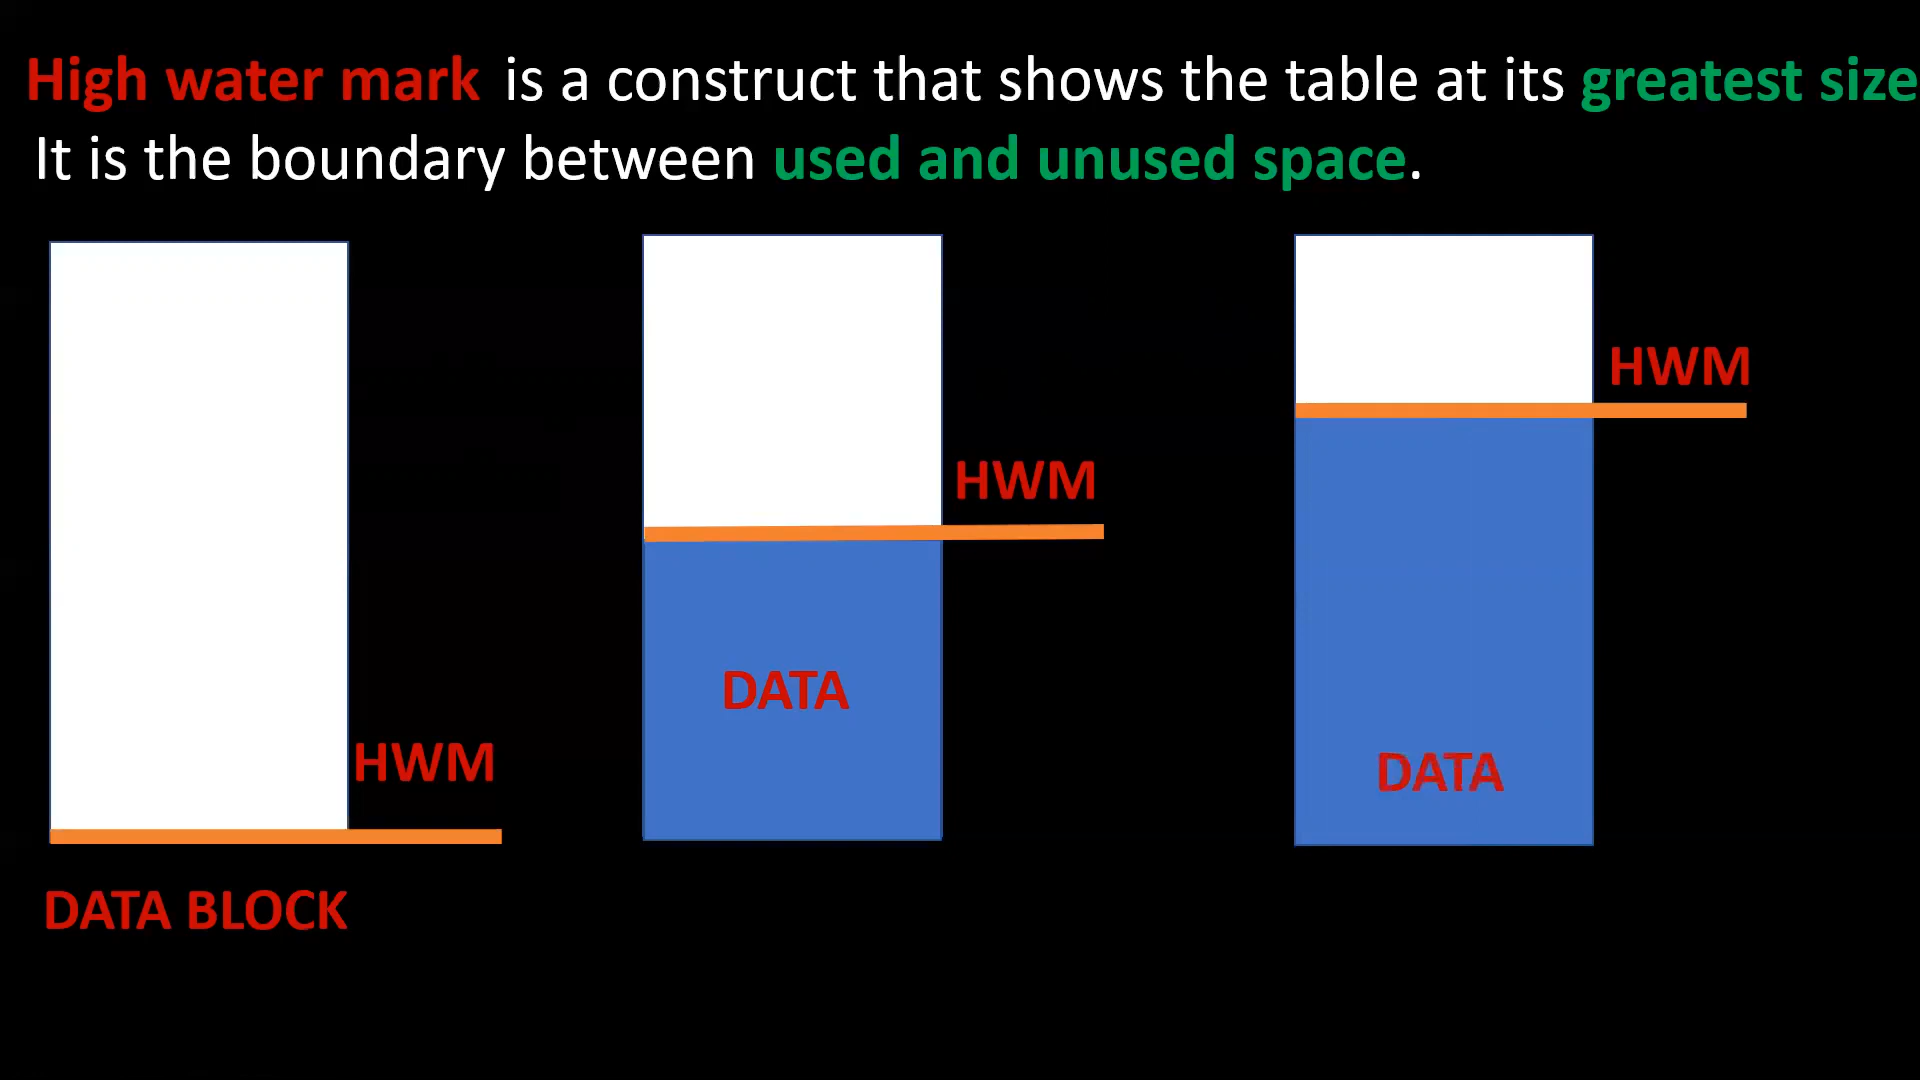 High water mark is a construct that shows the table at its greatest size
It is the boundary between used and unused space.
HWM
HWM
HWM
DATA
DATA
DATA BLOCK